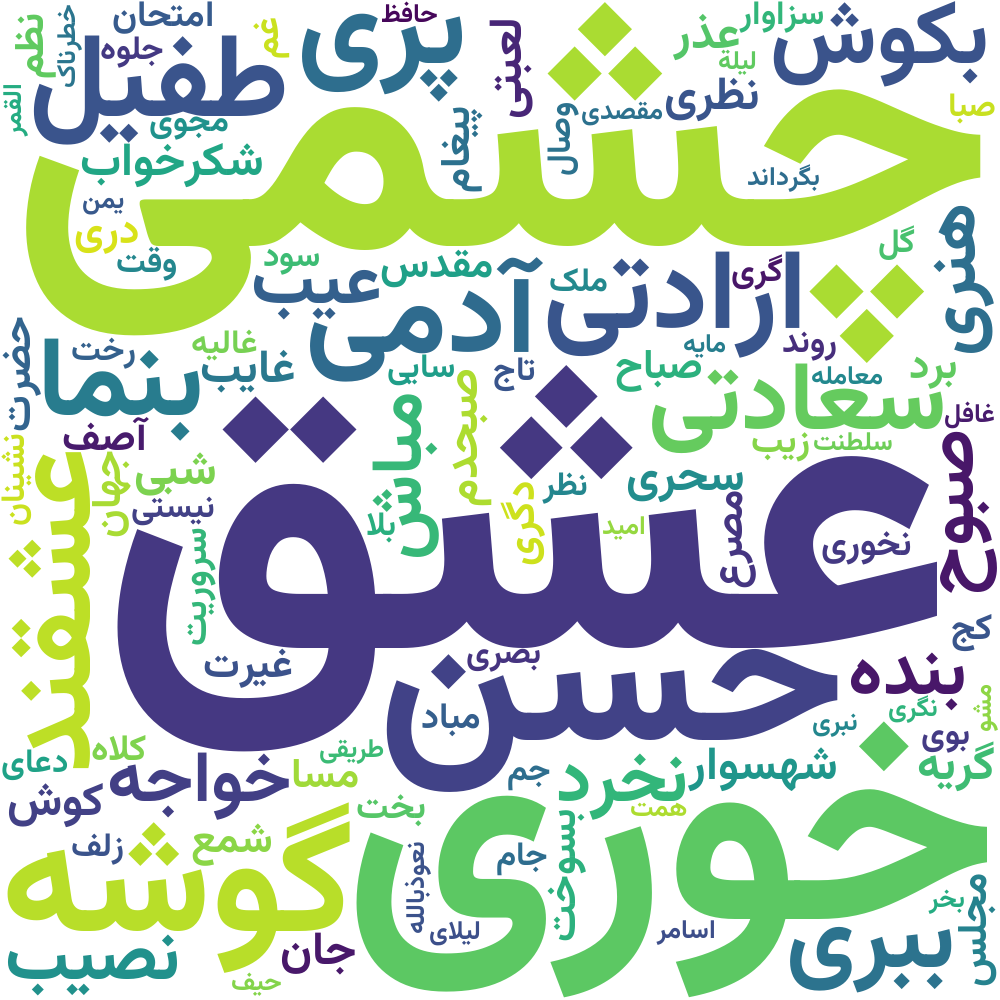 امتحان
حافظ
سزاوار
بکوش
خطرناک
نظم
جلوه
غم
پری
لعبتی
عذر
لیلة
طفیل
نظری
مقصدی
وصال
صبا
القمر
مجوی
پیغام
چشمی
شکرخواب
بگرداند
یمن
دری
وقت
سود
مقدس
گل
هنری
عیب
آدمی
ملک
ارادتی
گری
روند
مایه
حضرت
رخت
غالیه
بنما
غایب
سایی
تاج
صباح
معامله
برد
سعادتی
غافل
آصف
مباش
صبحدم
زیب
سلطنت
صبوح
نشینان
جهان
شبی
نیستی
بلا
دگری
نظر
سحری
امید
مصرع
نخوری
عشقند
سروریت
عشق
کج
غیرت
بصری
حسن
بنده
مباد
نبری
نگری
مشو
بوی
دعای
کلاه
طریقی
مسا
خواجه
جم
نخرد
شهسوار
گریه
کوش
بخت
همت
خوری
گوشه
زلف
شمع
نعوذبالله
جام
بسوخت
نصیب
جان
لیلای
اسامر
ببری
مجلس
بخر
حیف